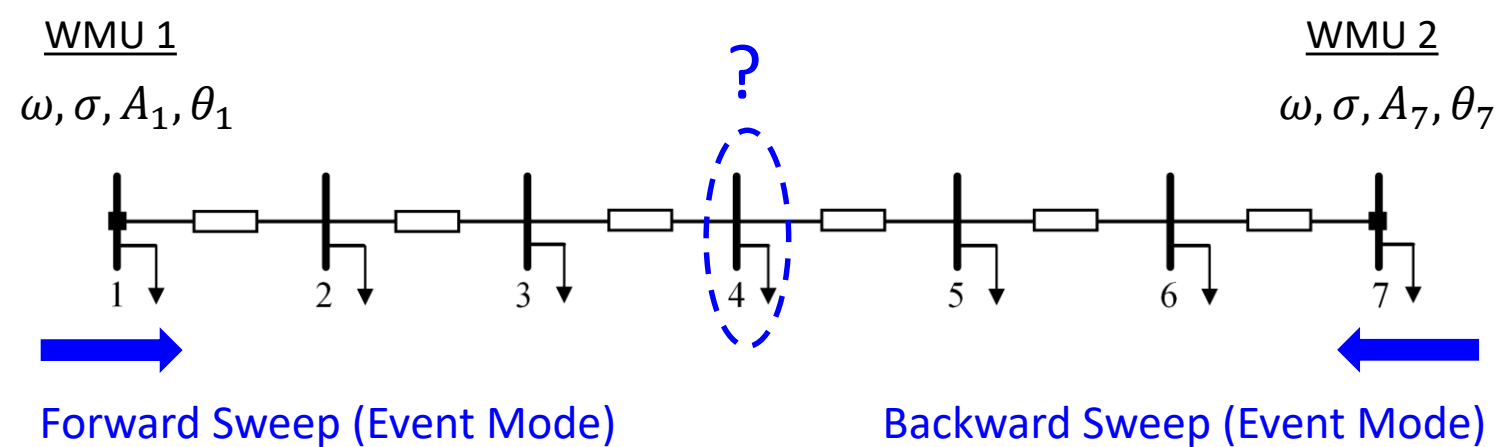 WMU 1
WMU 2
ω, σ, A₁, θ₁
ω, σ, A₇, θ₇
?
1 2 3 4 5 6 7
Forward Sweep (Event Mode)
Backward Sweep (Event Mode)